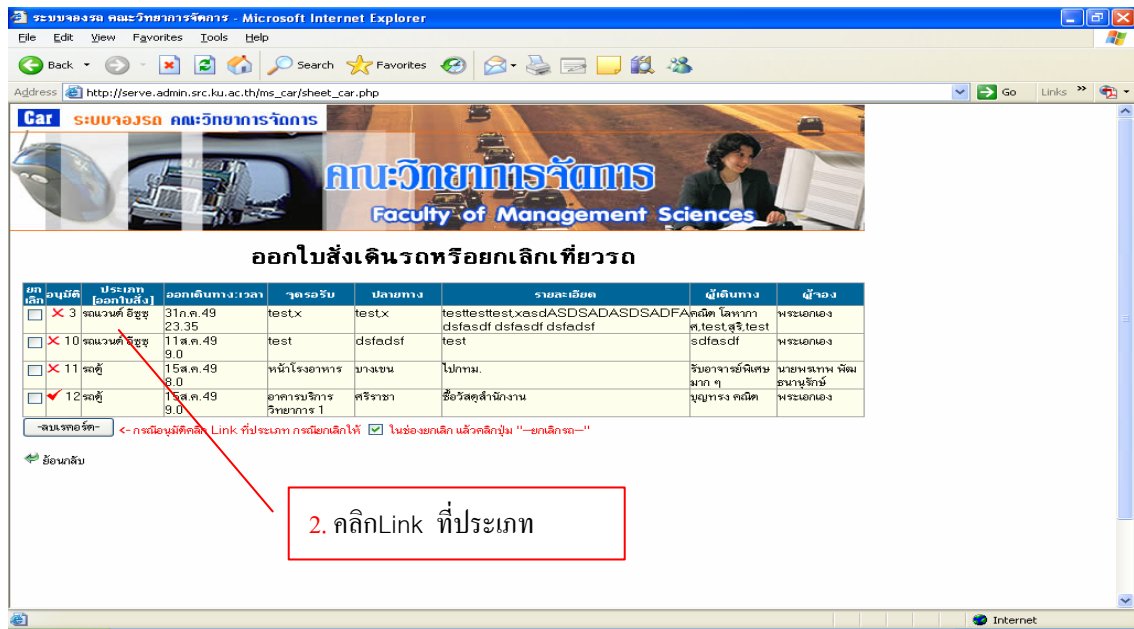 ระบบจองรถ คณะวิทยาการจัดการ - Microsoft Internet Explorer
File Edit View Favorites Tools Help
Back Search Favorites
Address http://serve.admin.src.ku.ac.th/ms_car/sheet_car.php Go Links »
Car ระบบจองรถ คณะวิทยาการจัดการ
คณะวิทยาการจัดการ
Faculty of Management Sciences
ออกใบสั่งเดินรถหรือยกเลิกเที่ยวรถ
ยกเลิก อนุมัติ ประเภท [ออกใบสั่ง] ออกเดินทาง:เวลา จุดรอรับ ปลายทาง รายละเอียด ผู้เดินทาง ผู้จอง
3 รถแวนต์ อีซูซุ 31ก.ค.49 test,x test,x testtesttest,xasdASDSADASDSADFA คณิต โลหากา พระเอกเอง
23.35 dsfasdf dsfasdf dsfadsf ศ,test,สุริ,test
10 รถแวนต์ อีซูซุ 11ส.ค.49 test dsfadsf test sdfasdf พระเอกเอง
9.0
11 รถตู้ 15ส.ค.49 หน้าโรงอาหาร บางเขน ไปกทม. รับอาจารย์พิเศษ นายพรเทพ พัฒ
8.0 มาก ๆ ธนานุรักษ์
12 รถตู้ 15ส.ค.49 อาคารบริการ ศรีราชา ซื้อวัสดุสำนักงาน บุญทรง คณิต พระเอกเอง
9.0 วิทยาการ 1
-ลบเรคอร์ด- <- กรณีอนุมัติคลิก Link ที่ประเภท กรณียกเลิกให้ ในช่องยกเลิก แล้วคลิกปุ่ม "—ยกเลิกรถ—"
ย้อนกลับ
2. คลิกLink ที่ประเภท
Internet